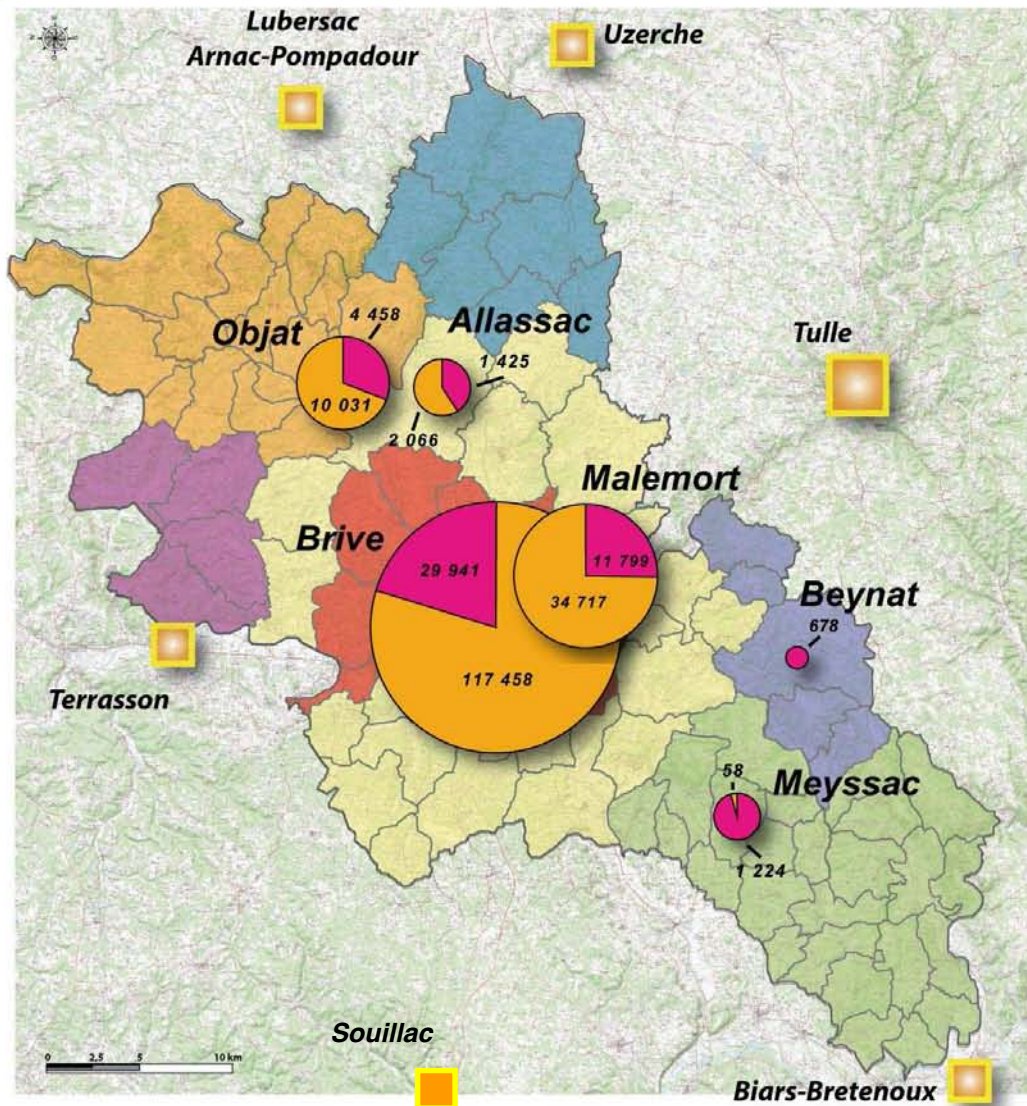 Lubersac
Arnac-Pompadour
Uzerche
Objat
4 458
10 031
Allassac
1 425
2 066
Tulle
Malemort
11 799
34 717
Brive
29 941
117 458
Beynat
678
Terrasson
Meyssac
58
1 224
Souillac
0 2,5 5 10 km
Biars-Bretenoux